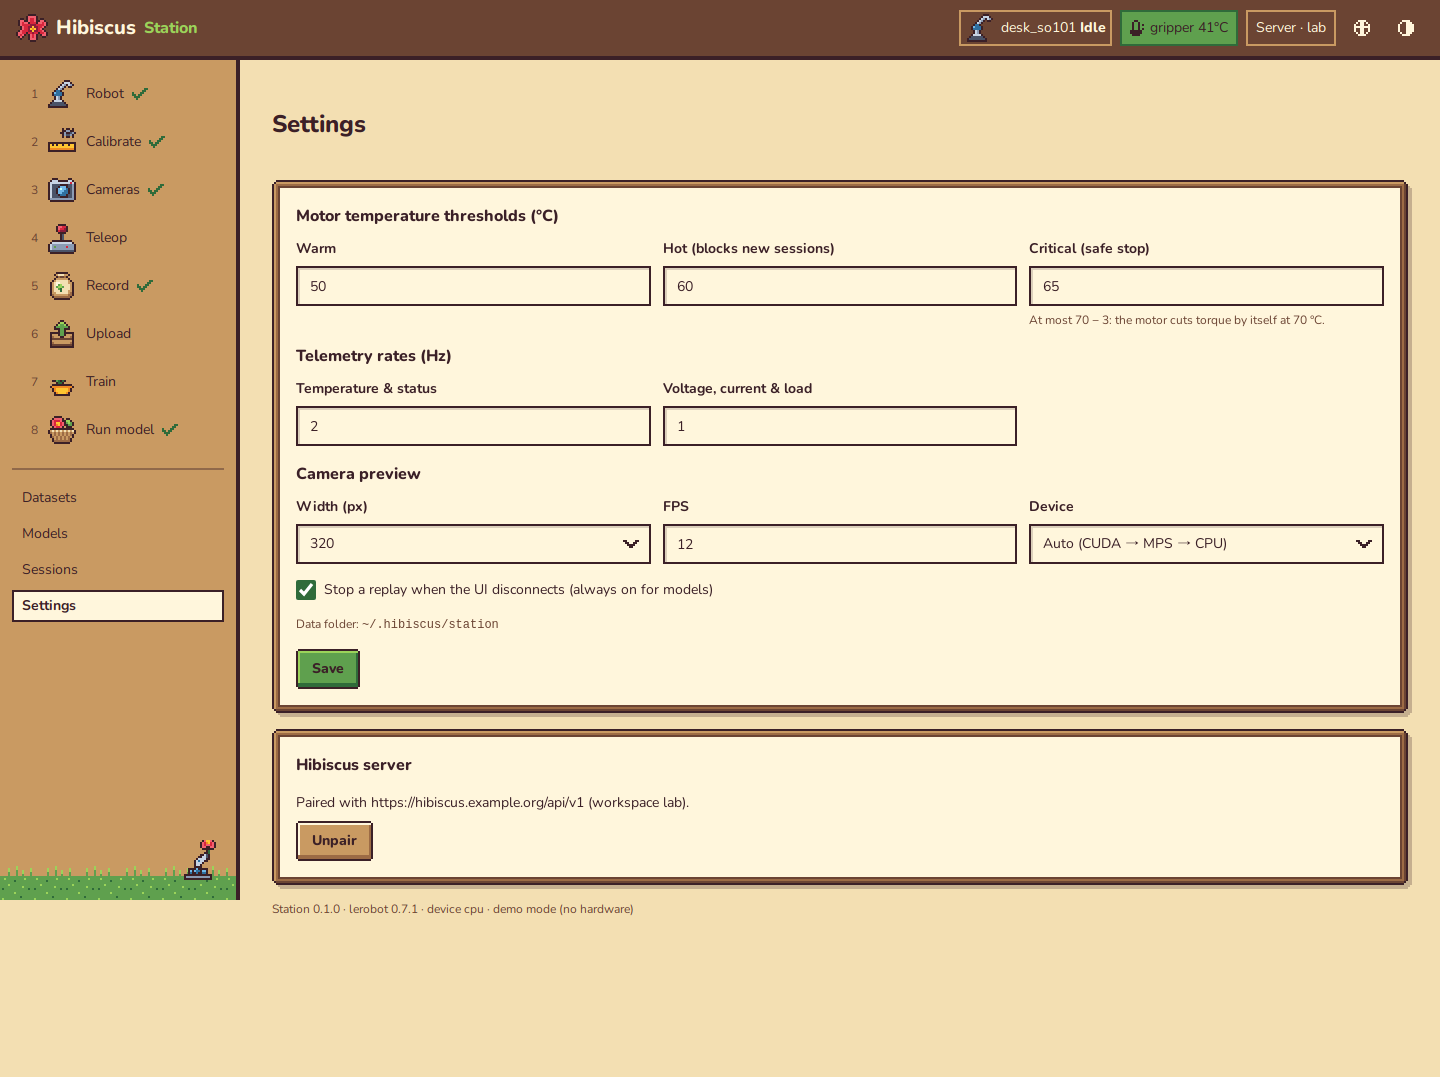 Hibiscus Station
desk_so101 Idle
gripper 41°C
Server · lab
1 Robot
2 Calibrate
3 Cameras
4 Teleop
5 Record
6 Upload
7 Train
8 Run model
Datasets
Models
Sessions
Settings
Settings
Motor temperature thresholds (°C)
Warm Hot (blocks new sessions) Critical (safe stop)
50 60 65
At most 70 – 3: the motor cuts torque by itself at 70 °C.
Telemetry rates (Hz)
Temperature & status Voltage, current & load
2 1
Camera preview
Width (px) FPS Device
320 12 Auto (CUDA → MPS → CPU)
Stop a replay when the UI disconnects (always on for models)
Data folder: ~/.hibiscus/station
Save
Hibiscus server
Paired with https://hibiscus.example.org/api/v1 (workspace lab).
Unpair
Station 0.1.0 · lerobot 0.7.1 · device cpu · demo mode (no hardware)